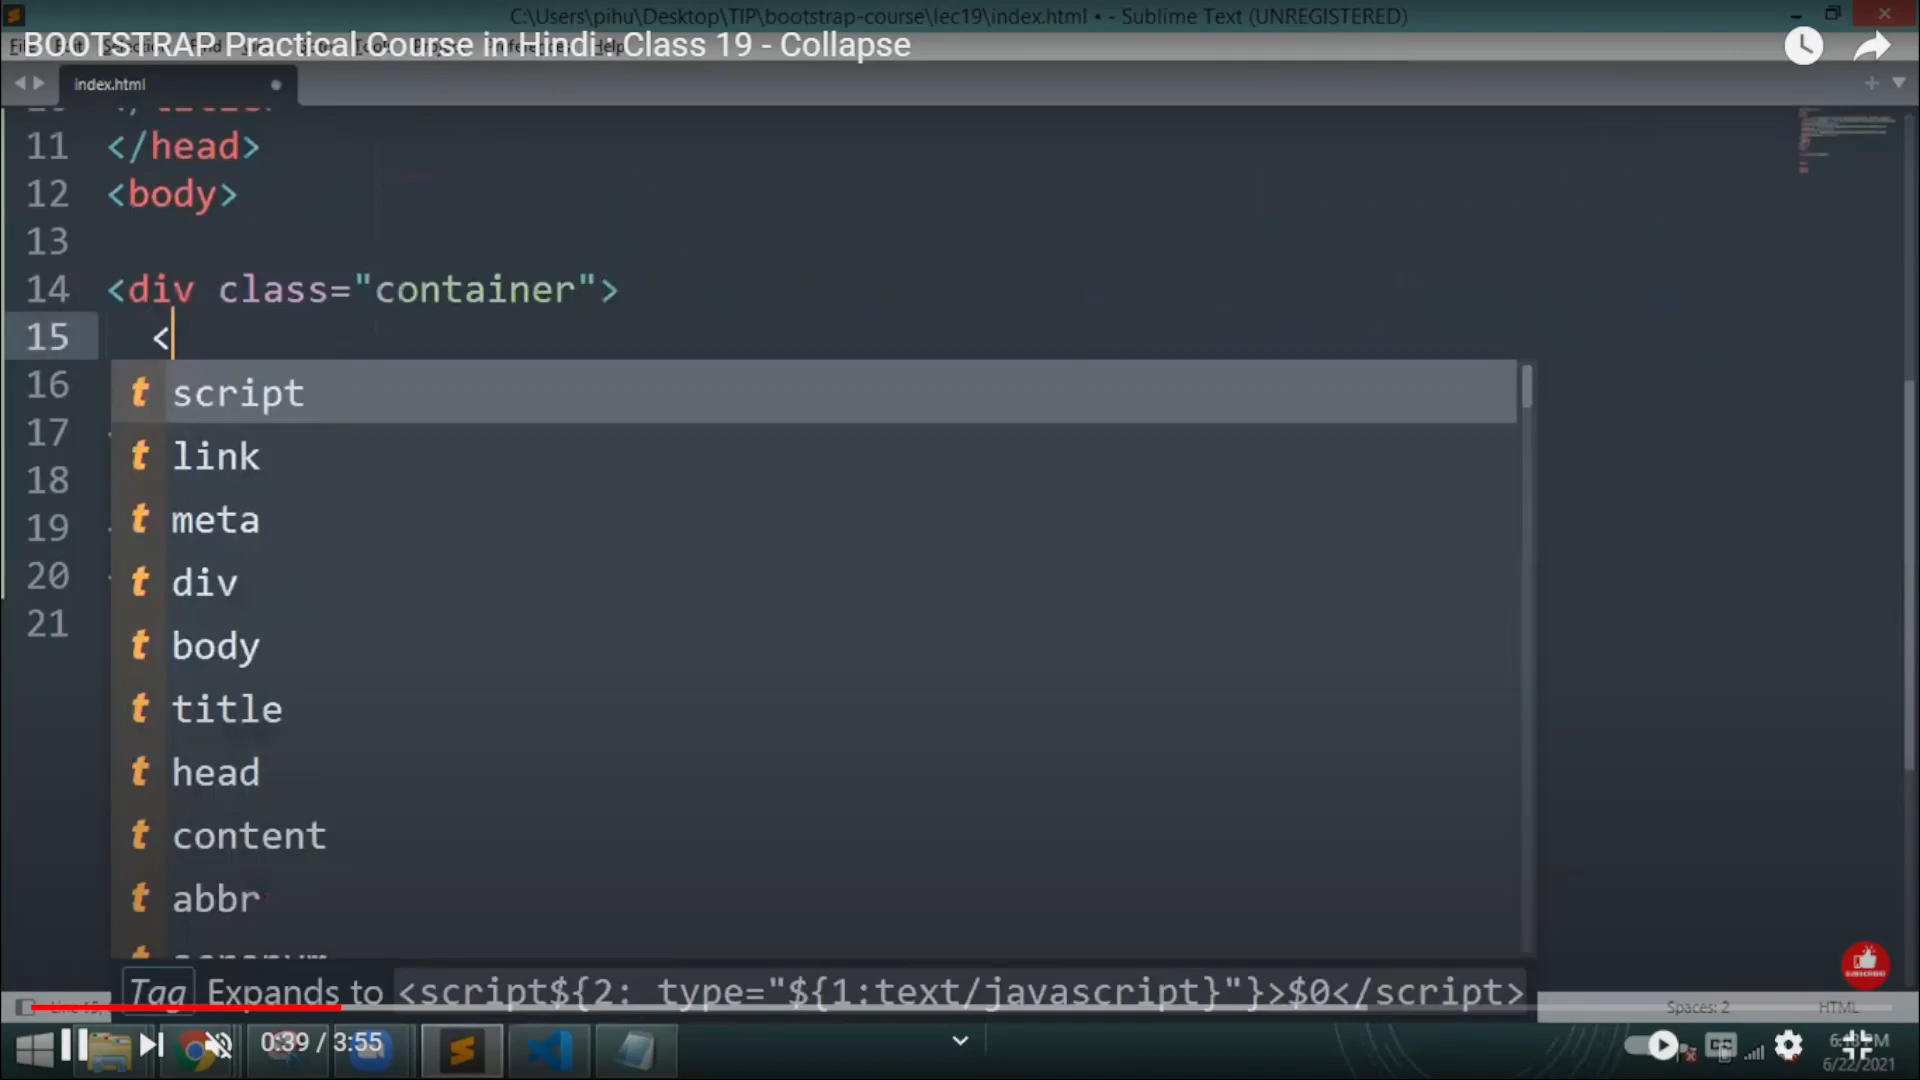 C:\Users\pihu\Desktop\TIP\bootstrap-course\lec19\index.html • - Sublime Text (UNREGISTERED)
BOOTSTRAP Practical Course in Hindi : Class 19 - Collapse
index.html
11 </head>
12 <body>
13
14 <div class="container">
15 <
16
17
18
19
20
21
t script
t link
t meta
t div
t body
t title
t head
t content
t abbr
Tag Expands to <script${2: type="${1:text/javascript}"}>$0</script>
Spaces: 2 HTML
0:39 / 3:55
6/22/2021